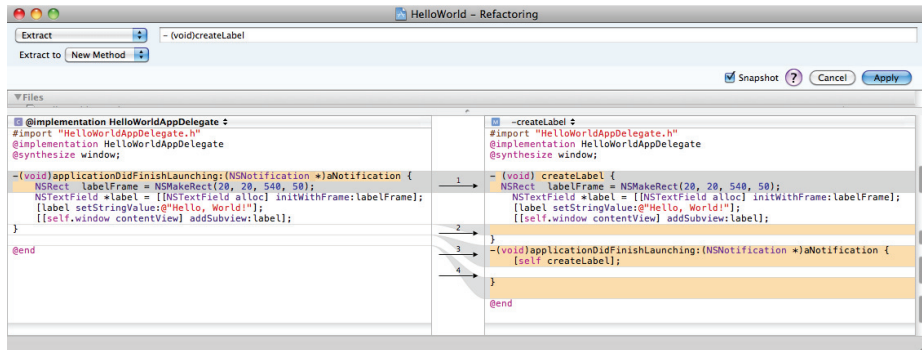 HelloWorld – Refactoring
Extract - (void)createLabel
Extract to New Method
Snapshot ? Cancel Apply
Files
@implementation HelloWorldAppDelegate
#import "HelloWorldAppDelegate.h"
@implementation HelloWorldAppDelegate
@synthesize window;
-(void)applicationDidFinishLaunching:(NSNotification *)aNotification {
NSRect labelFrame = NSMakeRect(20, 20, 540, 50);
NSTextField *label = [[NSTextField alloc] initWithFrame:labelFrame];
[label setStringValue:@"Hello, World!"];
[[self.window contentView] addSubview:label];
}
@end
1
2
3
4
M -createLabel
#import "HelloWorldAppDelegate.h"
@implementation HelloWorldAppDelegate
@synthesize window;
- (void) createLabel {
NSRect labelFrame = NSMakeRect(20, 20, 540, 50);
NSTextField *label = [[NSTextField alloc] initWithFrame:labelFrame];
[label setStringValue:@"Hello, World!"];
[[self.window contentView] addSubview:label];
}
-(void)applicationDidFinishLaunching:(NSNotification *)aNotification {
[self createLabel];
}
@end